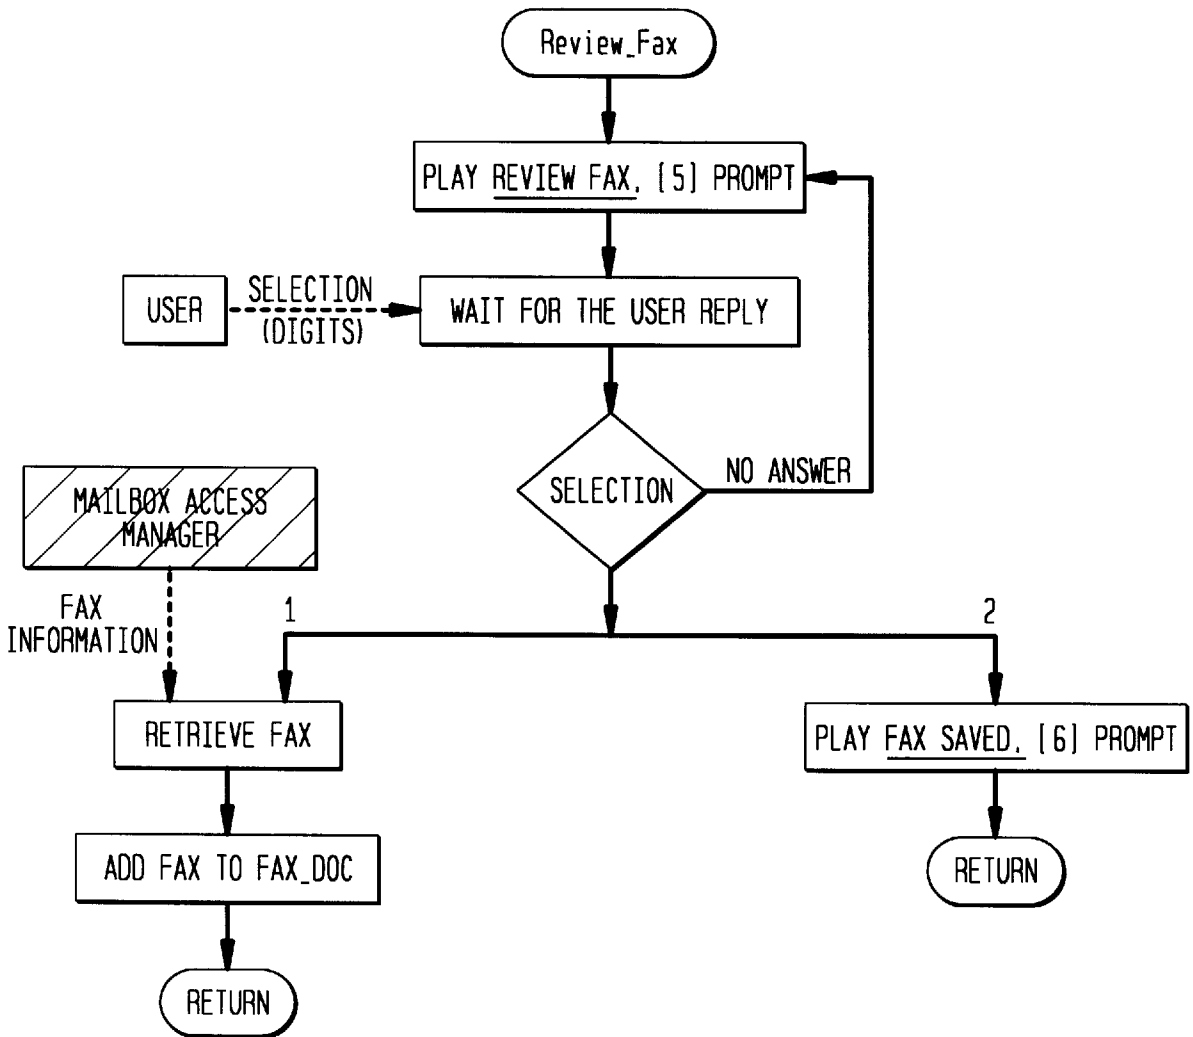 Review_Fax
PLAY REVIEW FAX, [5] PROMPT
USER
SELECTION
(DIGITS)
WAIT FOR THE USER REPLY
SELECTION
NO ANSWER
MAILBOX ACCESS
MANAGER
FAX
INFORMATION
1
2
RETRIEVE FAX
PLAY FAX SAVED, [6] PROMPT
ADD FAX TO FAX_DOC
RETURN
RETURN